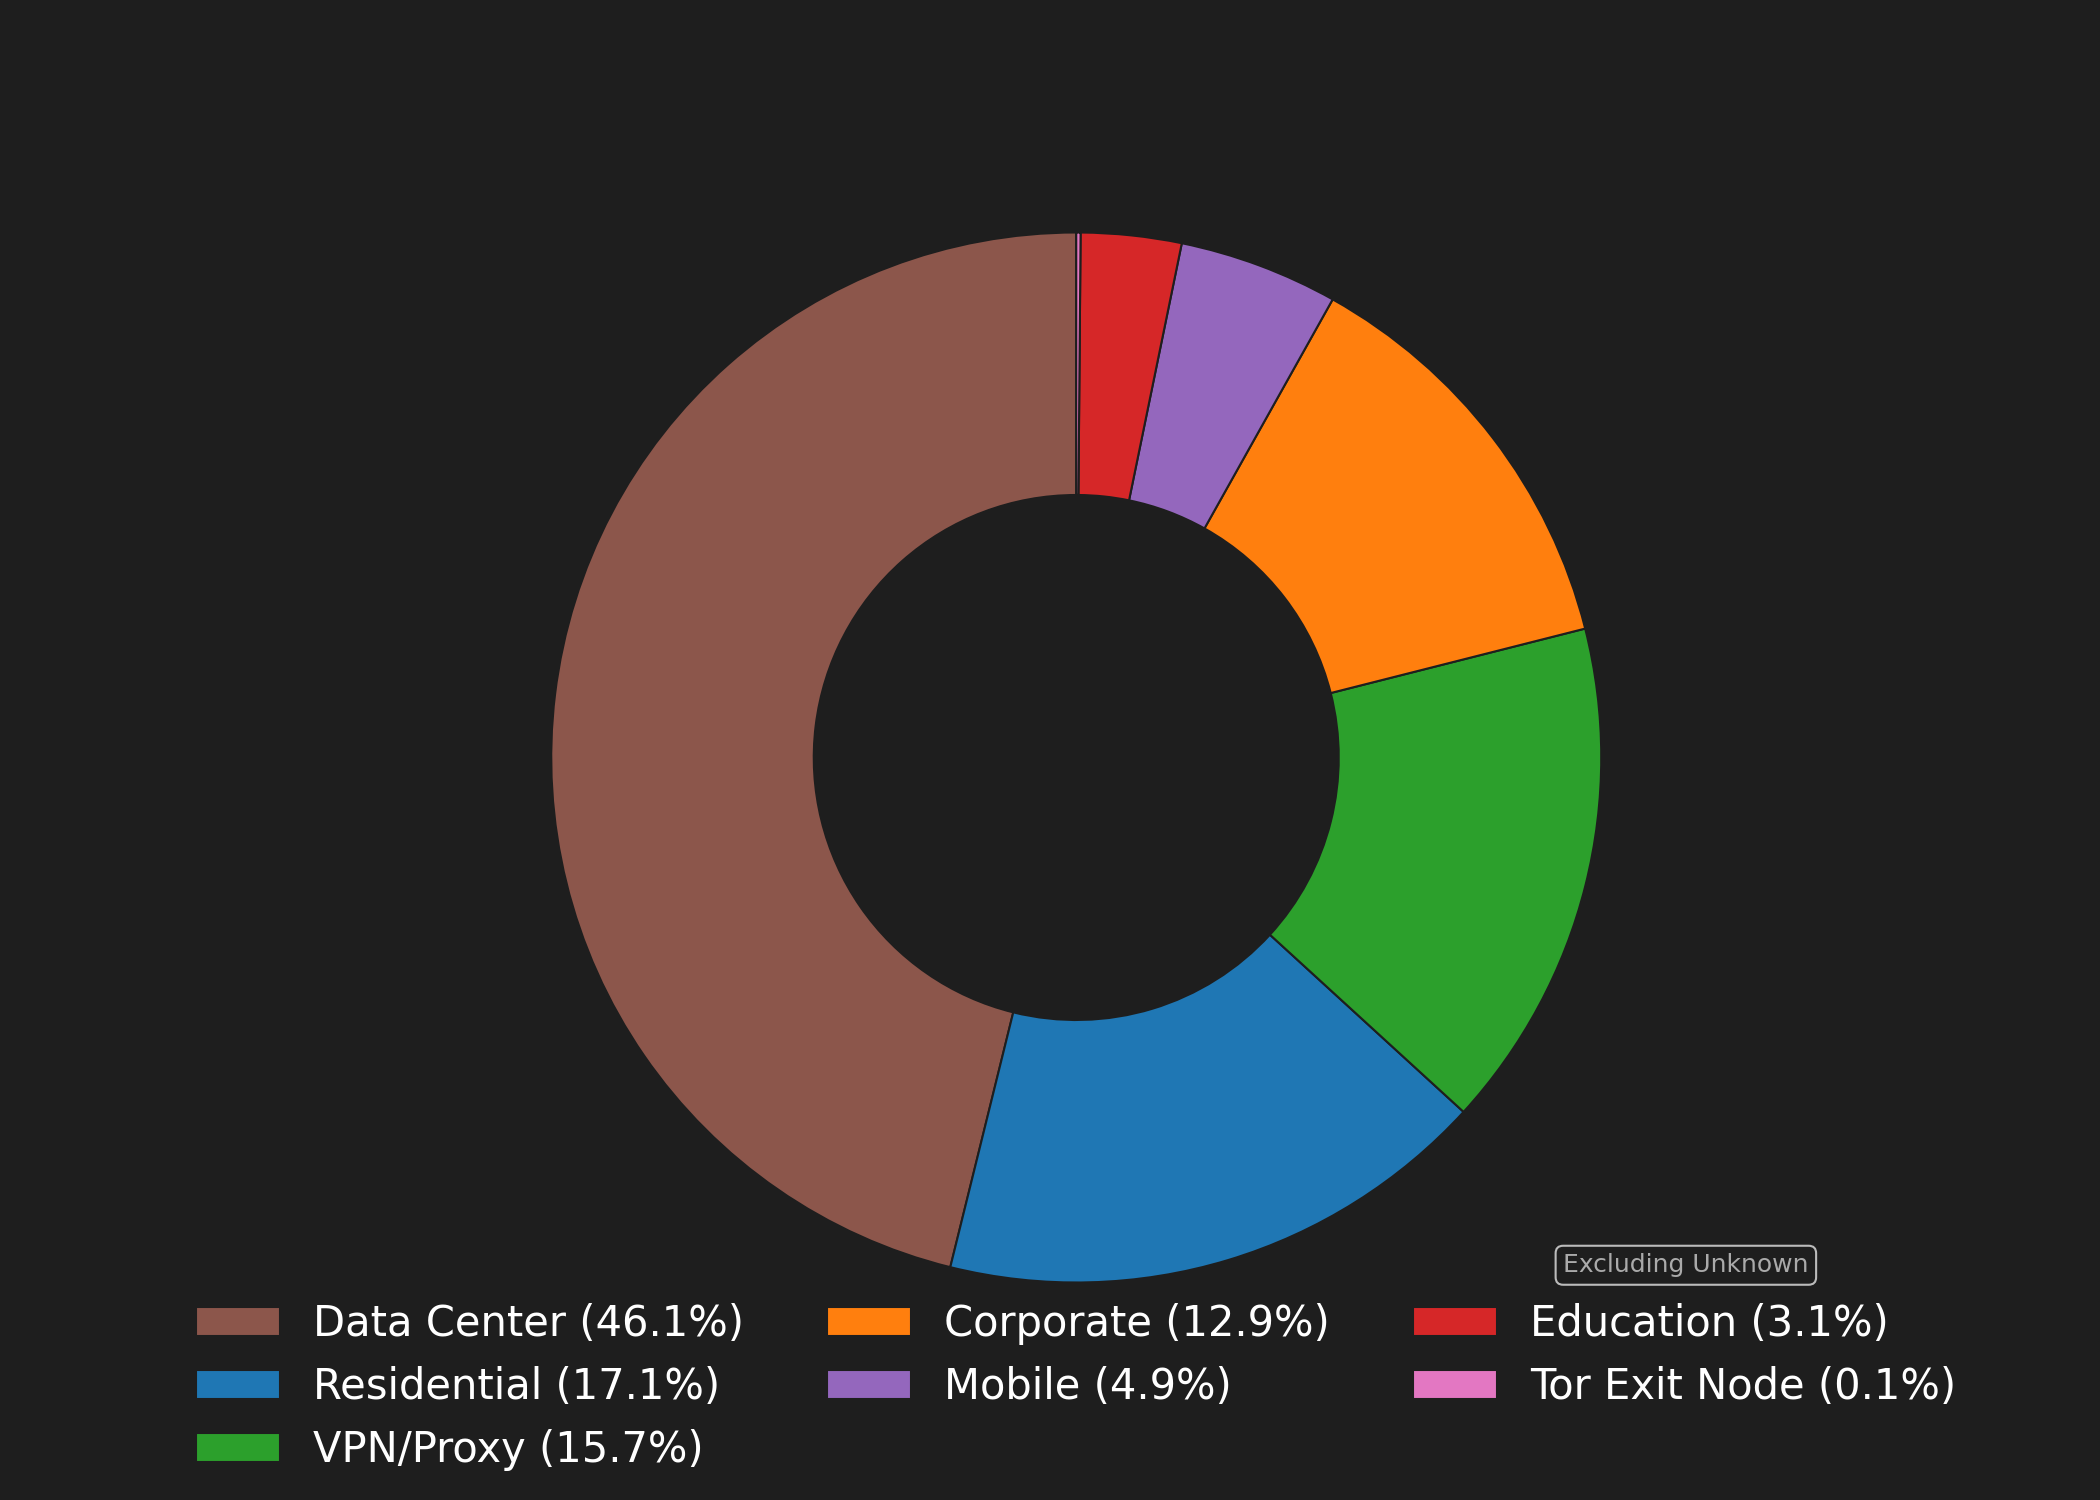 Excluding Unknown
Data Center (46.1%)
Residential (17.1%)
VPN/Proxy (15.7%)
Corporate (12.9%)
Mobile (4.9%)
Education (3.1%)
Tor Exit Node (0.1%)